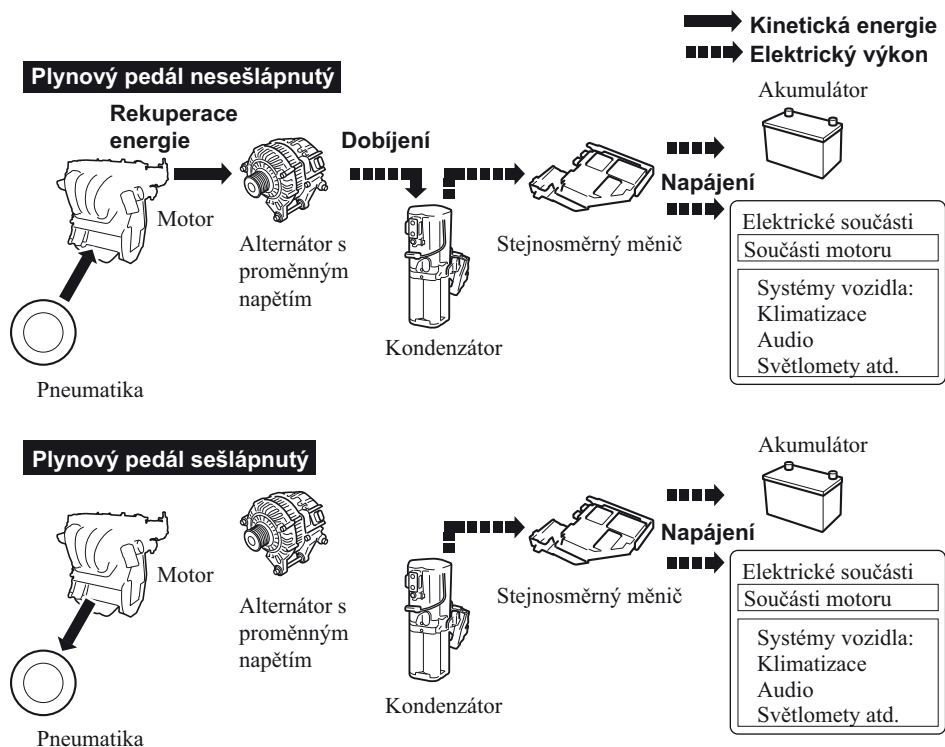 Kinetická energie
Elektrický výkon
Plynový pedál nesešlápnutý
Akumulátor
Rekuperace
energie
Dobíjení
Napájení
Motor
Alternátor s
proměnným
napětím
Stejnosměrný měnič
Elektrické součásti
Součásti motoru
Systémy vozidla:
Klimatizace
Audio
Světlomety atd.
Kondenzátor
Pneumatika
Plynový pedál sešlápnutý
Akumulátor
Napájení
Motor
Alternátor s
proměnným
napětím
Stejnosměrný měnič
Elektrické součásti
Součásti motoru
Systémy vozidla:
Klimatizace
Audio
Světlomety atd.
Kondenzátor
Pneumatika